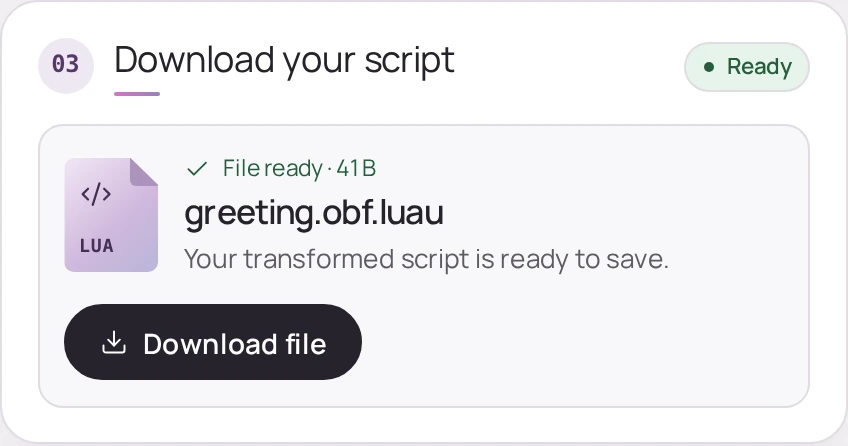 03
Download your script
Ready
File ready · 41 B
</>
LUA
greeting.obf.luau
Your transformed script is ready to save.
Download file